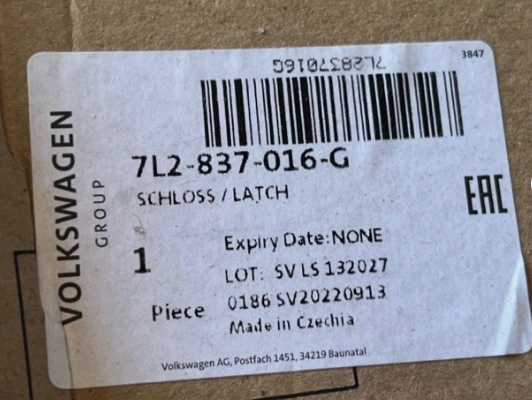 3847
7L2837016G
7L2-837-016-G
SCHLOSS / LATCH
EAC
VOLKSWAGEN
GROUP
1
Piece
Expiry Date: NONE
LOT: SV LS 132027
0186 SV20220913
Made in Czechia
Volkswagen AG, Postfach 1451, 34219 Baunatal